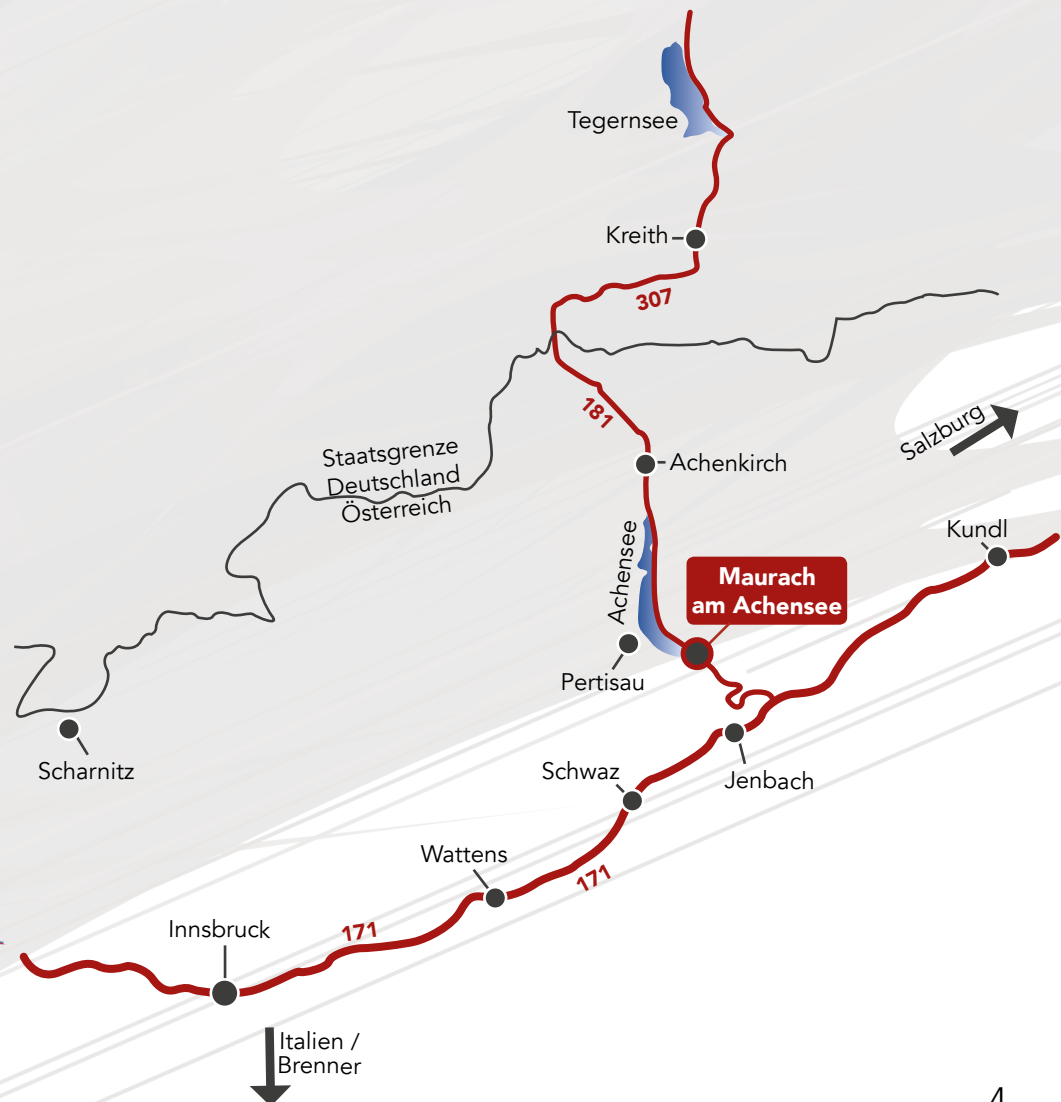 Tegernsee
Kreith
307
181
Salzburg
Staatsgrenze
Deutschland
Österreich
Achenkirch
Achensee
Kundl
Maurach
am Achensee
Pertisau
Scharnitz
Schwaz
Jenbach
Wattens
171
Innsbruck
171
Italien /
Brenner
4